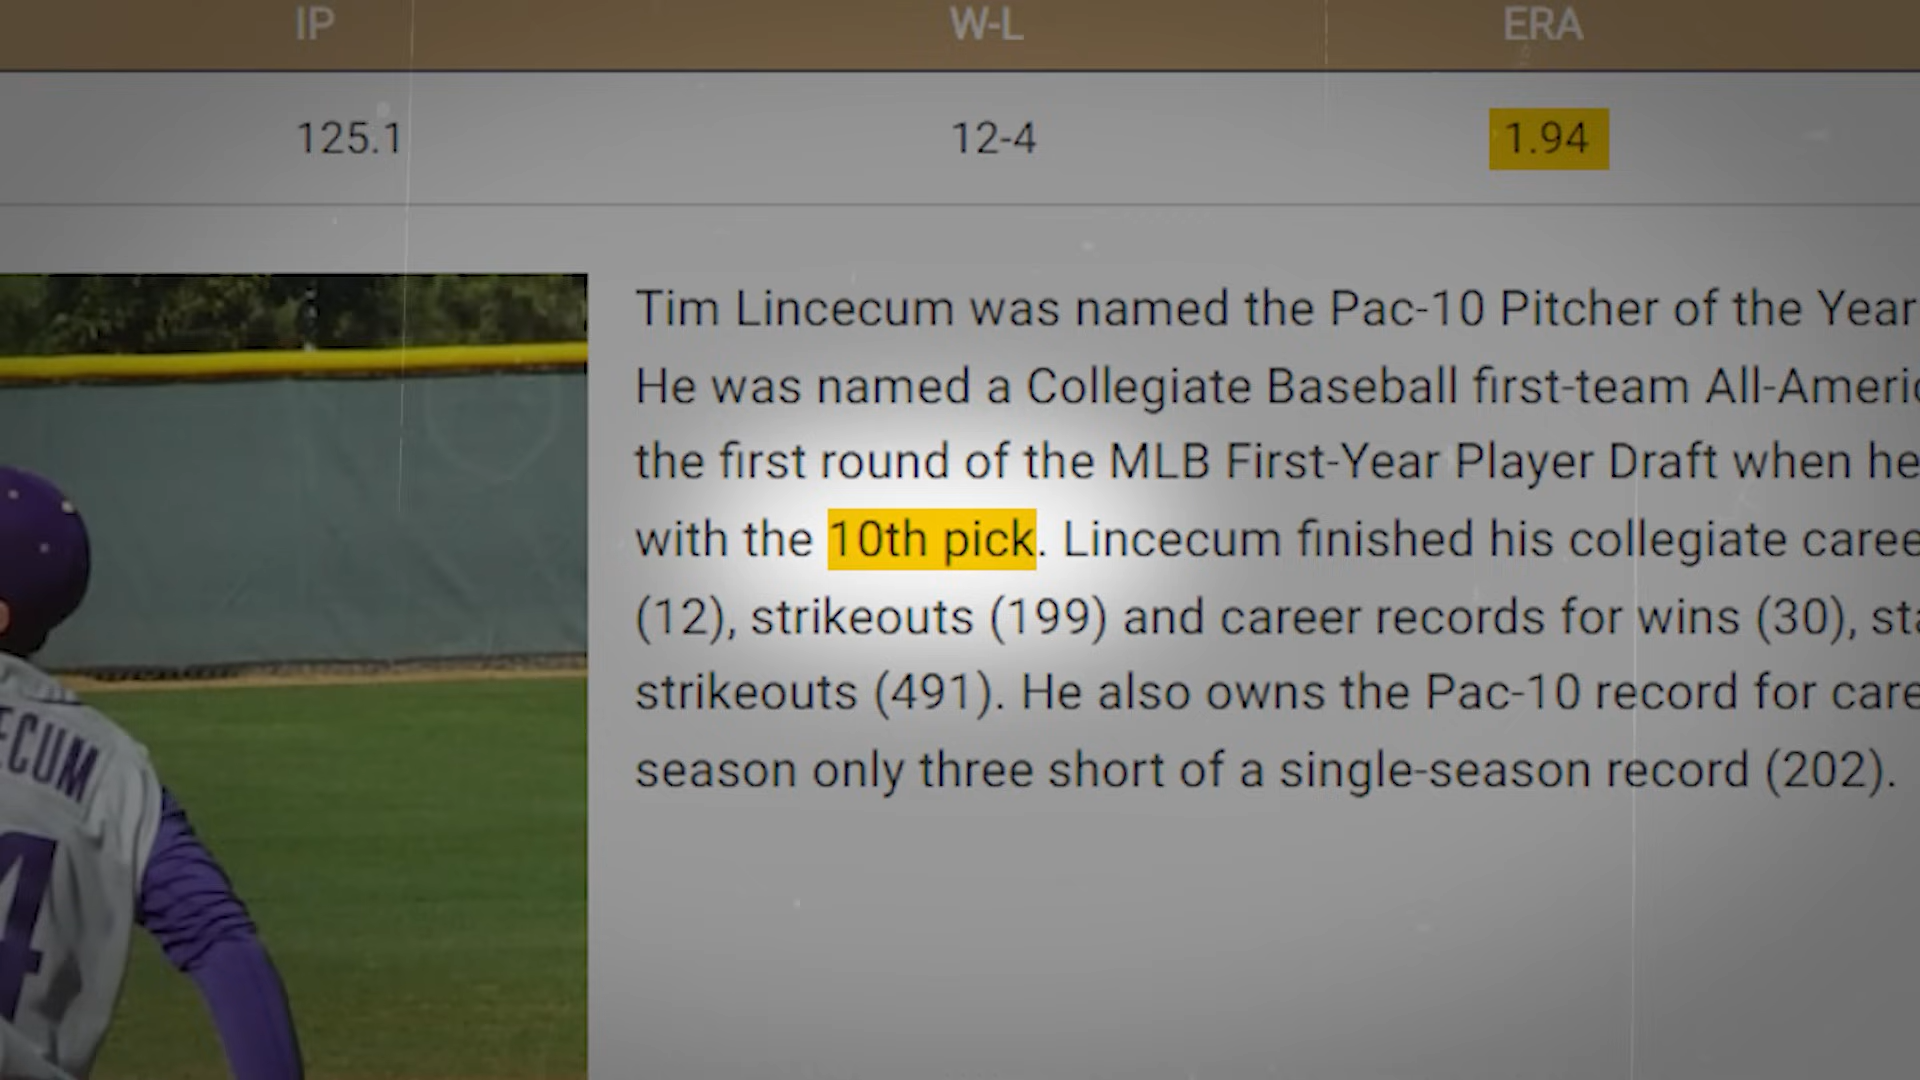 IP W-L ERA
125.1 12-4 1.94
Tim Lincecum was named the Pac-10 Pitcher of the Year
He was named a Collegiate Baseball first-team All-Americ
the first round of the MLB First-Year Player Draft when he
with the 10th pick. Lincecum finished his collegiate caree
(12), strikeouts (199) and career records for wins (30), sta
strikeouts (491). He also owns the Pac-10 record for care
season only three short of a single-season record (202).
ECUM
4